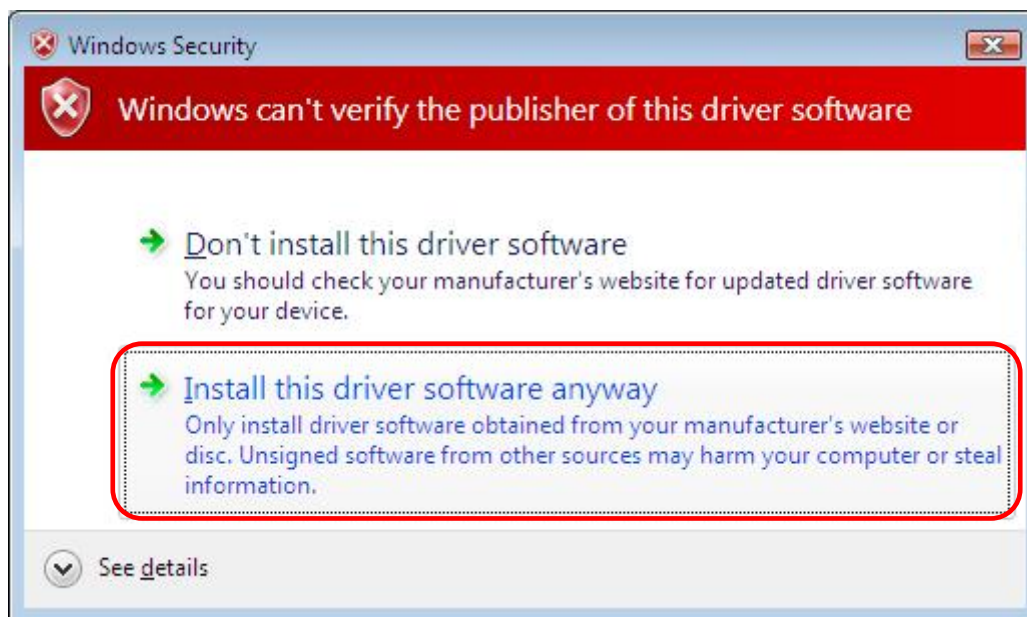 Windows Security
Windows can't verify the publisher of this driver software
Don't install this driver software
You should check your manufacturer's website for updated driver software
for your device.
Install this driver software anyway
Only install driver software obtained from your manufacturer's website or
disc. Unsigned software from other sources may harm your computer or steal
information.
See details